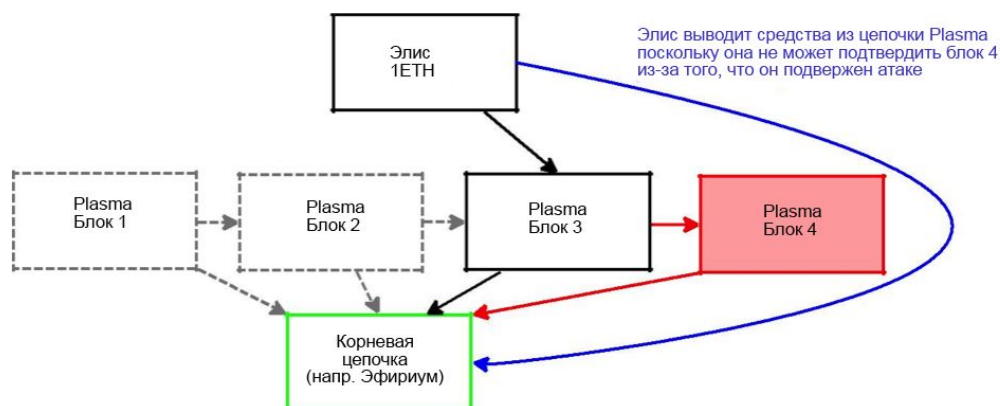 Элис
1ETH
Элис выводит средства из цепочки Plasma
поскольку она не может подтвердить блок 4
из-за того, что он подвержен атаке
Plasma
Блок 1
Plasma
Блок 2
Plasma
Блок 3
Plasma
Блок 4
Корневая
цепочка
(напр. Эфириум)